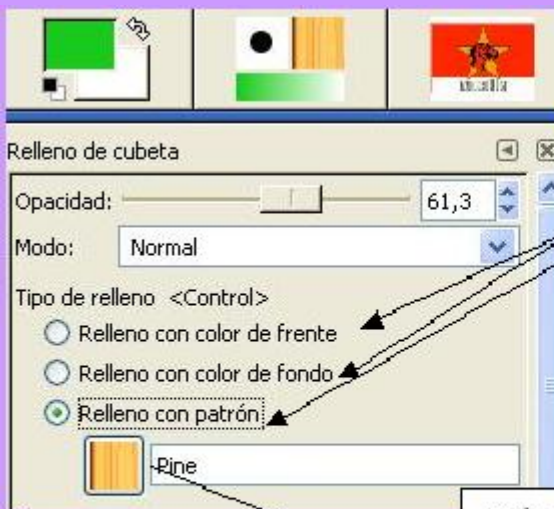 Relleno de cubeta
Opacidad: 61,3
Modo: Normal
Tipo de relleno <Control>
Relleno con color de frente
Relleno con color de fondo
Relleno con patrón
Pine